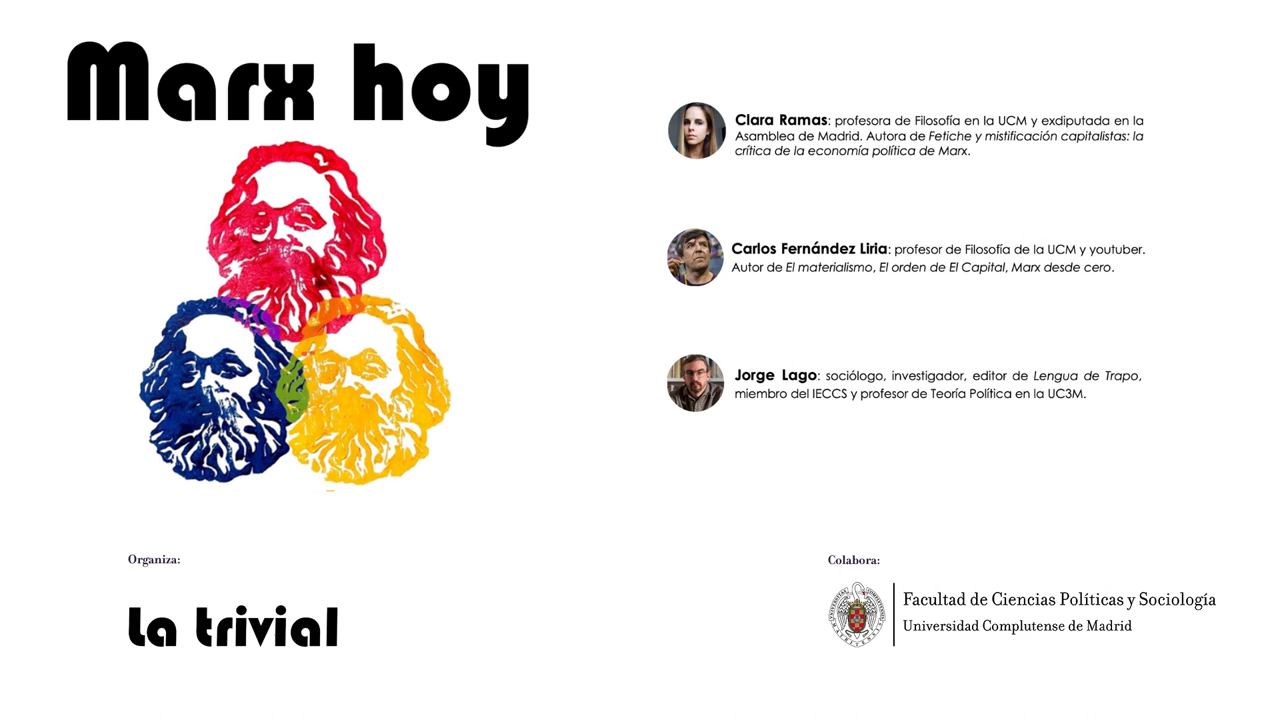 Marx hoy
Clara Ramas: profesora de Filosofía en la UCM y exdiputada en la
Asamblea de Madrid. Autora de Fetiche y mistificación capitalistas: la
crítica de la economía política de Marx.
Carlos Fernández Liria: profesor de Filosofía de la UCM y youtuber.
Autor de El materialismo, El orden de El Capital, Marx desde cero.
Jorge Lago: sociólogo, investigador, editor de Lengua de Trapo,
miembro del IECCS y profesor de Teoría Política en la UC3M.
Organiza:
La trivial
Colabora:
Facultad de Ciencias Políticas y Sociología
Universidad Complutense de Madrid